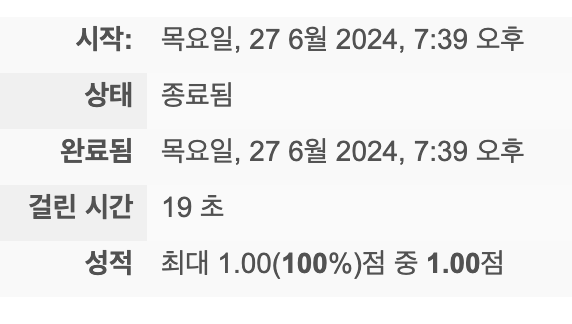 시작: 목요일, 27 6월 2024, 7:39 오후
상태 종료됨
완료됨 목요일, 27 6월 2024, 7:39 오후
걸린 시간 19 초
성적 최대 1.00(100%)점 중 1.00점